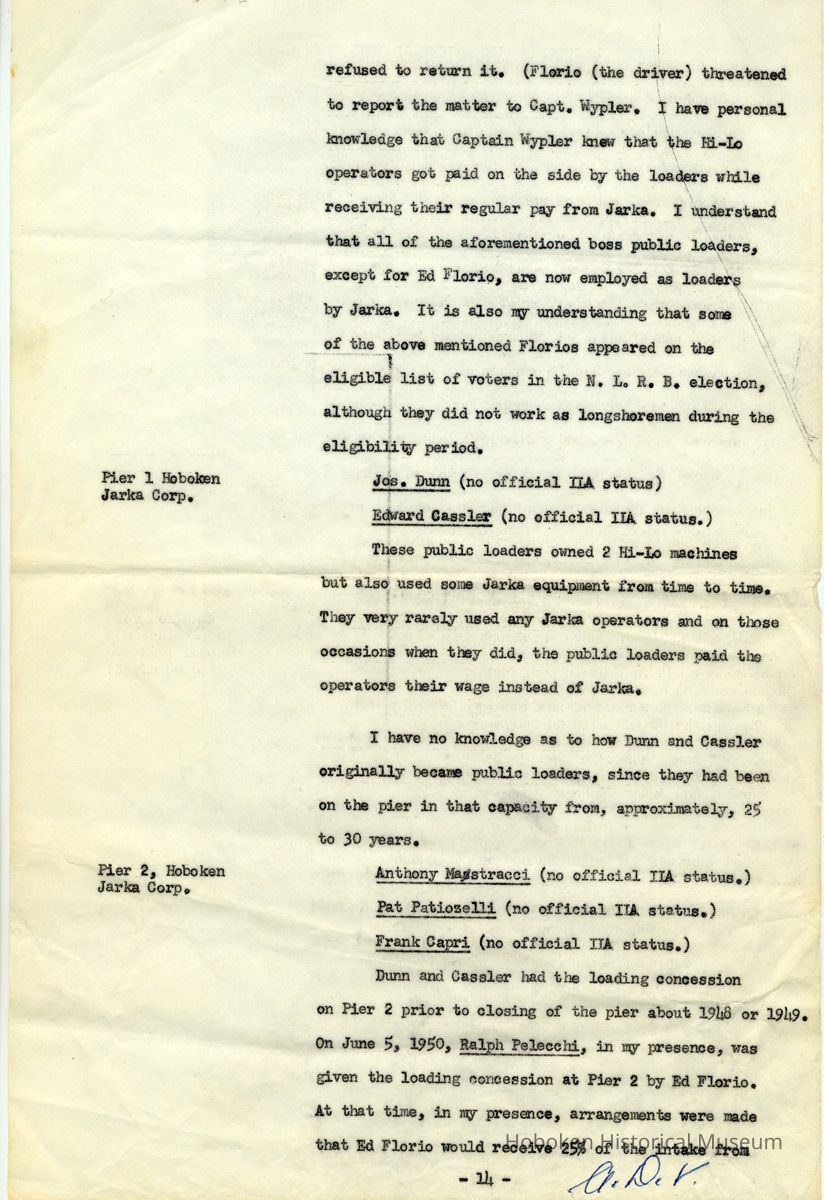 refused to return it. (Florio (the driver) threatened
to report the matter to Capt. Wypler. I have personal
knowledge that Captain Wypler knew that the Hi-Lo
operators got paid on the side by the loaders while
receiving their regular pay from Jarka. I understand
that all of the aforementioned boss public loaders,
except for Ed Florio, are now employed as loaders
by Jarka. It is also my understanding that some
of the above mentioned Florios appeared on the
eligible list of voters in the N. L. R. B. election,
although they did not work as longshoremen during the
eligibility period.
Pier 1 Hoboken
Jarka Corp.
Jos. Dunn (no official ILA status)
Edward Cassler (no official ILA status.)
These public loaders owned 2 Hi-Lo machines
but also used some Jarka equipment from time to time.
They very rarely used any Jarka operators and on those
occasions when they did, the public loaders paid the
operators their wage instead of Jarka.
I have no knowledge as to how Dunn and Cassler
originally became public loaders, since they had been
on the pier in that capacity from, approximately, 25
to 30 years.
Pier 2, Hoboken
Jarka Corp.
Anthony (no official ILA status.)
Pat Patiozelli (no official ILA status.)
Frank Capri (no official ILA status.)
Dunn and Cassler had the loading concession
on Pier 2 prior to closing of the pier about 1948 or 1949.
On June 5, 1950, Ralph Pelecchi, in my presence, was
given the loading concession at Pier 2 by Ed Florio.
At that time, in my presence, arrangements were made
that Ed Florio would receive 25% of the intake from
Hoboken Historical Museum
- 14 -